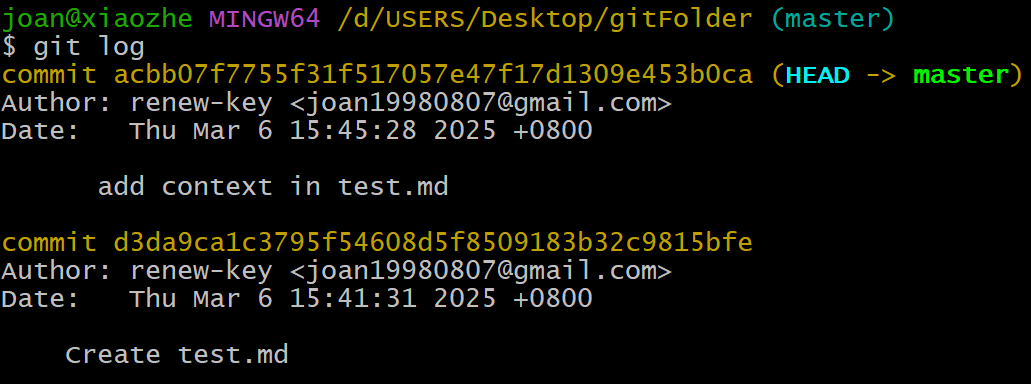 joan@xiaozhe MINGW64 /d/USERS/Desktop/gitFolder (master)
$ git log
commit acbb07f7755f31f517057e47f17d1309e453b0ca (HEAD -> master)
Author: renew-key <joan19980807@gmail.com>
Date:   Thu Mar 6 15:45:28 2025 +0800
      add context in test.md
commit d3da9ca1c3795f54608d5f8509183b32c9815bfe
Author: renew-key <joan19980807@gmail.com>
Date:   Thu Mar 6 15:41:31 2025 +0800
    Create test.md